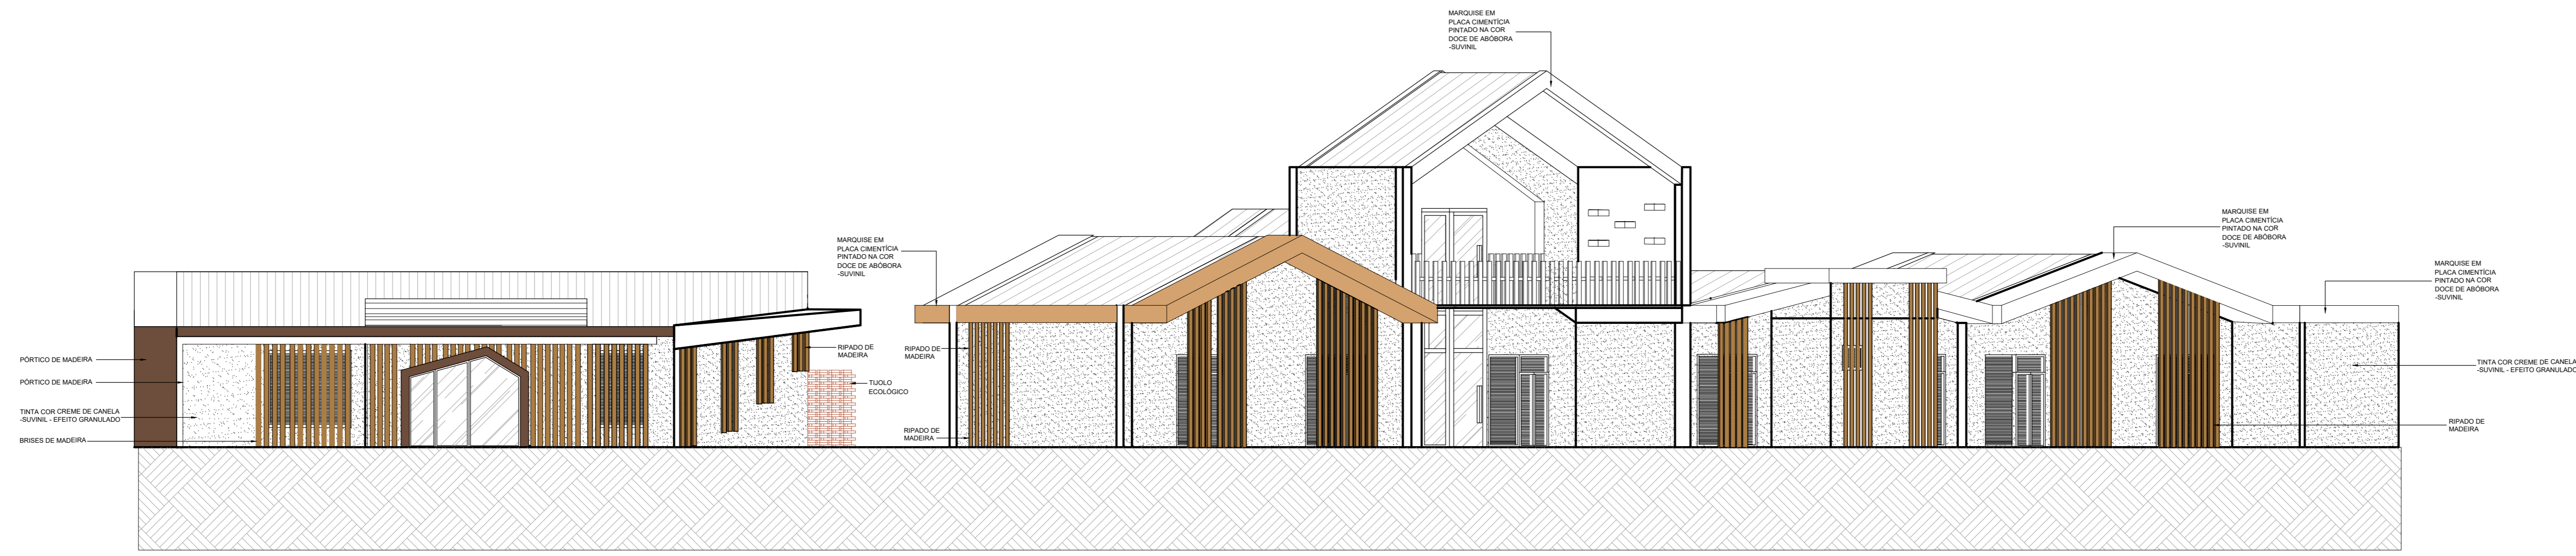 MARQUISE EM
PLACA CIMENTÍCIA
PINTADO NA COR
DOCE DE ABÓBORA
-SUVINIL
MARQUISE EM
PLACA CIMENTÍCIA
PINTADO NA COR
DOCE DE ABÓBORA
-SUVINIL
MARQUISE EM
PLACA CIMENTÍCIA
PINTADO NA COR
DOCE DE ABÓBORA
-SUVINIL
MARQUISE EM
PLACA CIMENTÍCIA
PINTADO NA COR
DOCE DE ABÓBORA
-SUVINIL
PÓRTICO DE MADEIRA
PÓRTICO DE MADEIRA
TINTA COR CREME DE CANELA
-SUVINIL - EFEITO GRANULADO
BRISES DE MADEIRA
RIPADO DE
MADEIRA
TIJOLO
ECOLÓGICO
RIPADO DE
MADEIRA
RIPADO DE
MADEIRA
TINTA COR CREME DE CANELA
-SUVINIL - EFEITO GRANULADO
RIPADO DE
MADEIRA